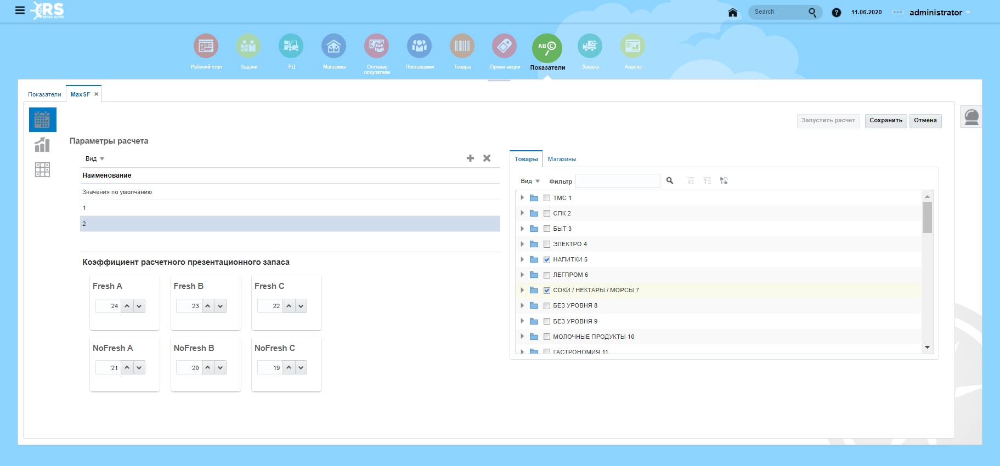 RS
RETAIL SUITE
Search
11.06.2020
administrator
Рабочий стол
Задачи
РЦ
Магазины
Оптовые
покупатели
Поставщики
Товары
Промо-акции
ABC
Показатели
Заказы
Анализ
Показатели
MaxSF
Запустить расчет
Сохранить
Отмена
Параметры расчета
Вид
Наименование
Значения по умолчанию
1
2
Коэффициент расчетного презентационного запаса
Fresh A
Fresh B
Fresh C
24
23
22
NoFresh A
NoFresh B
NoFresh C
21
20
19
Товары
Магазины
Вид
Фильтр
ТМС 1
СПК 2
БЫТ 3
ЭЛЕКТРО 4
НАПИТКИ 5
ЛЕГПРОМ 6
СОКИ / НЕКТАРЫ / МОРСЫ 7
БЕЗ УРОВНЯ 8
БЕЗ УРОВНЯ 9
МОЛОЧНЫЕ ПРОДУКТЫ 10
ГАСТРОНОМИЯ 11